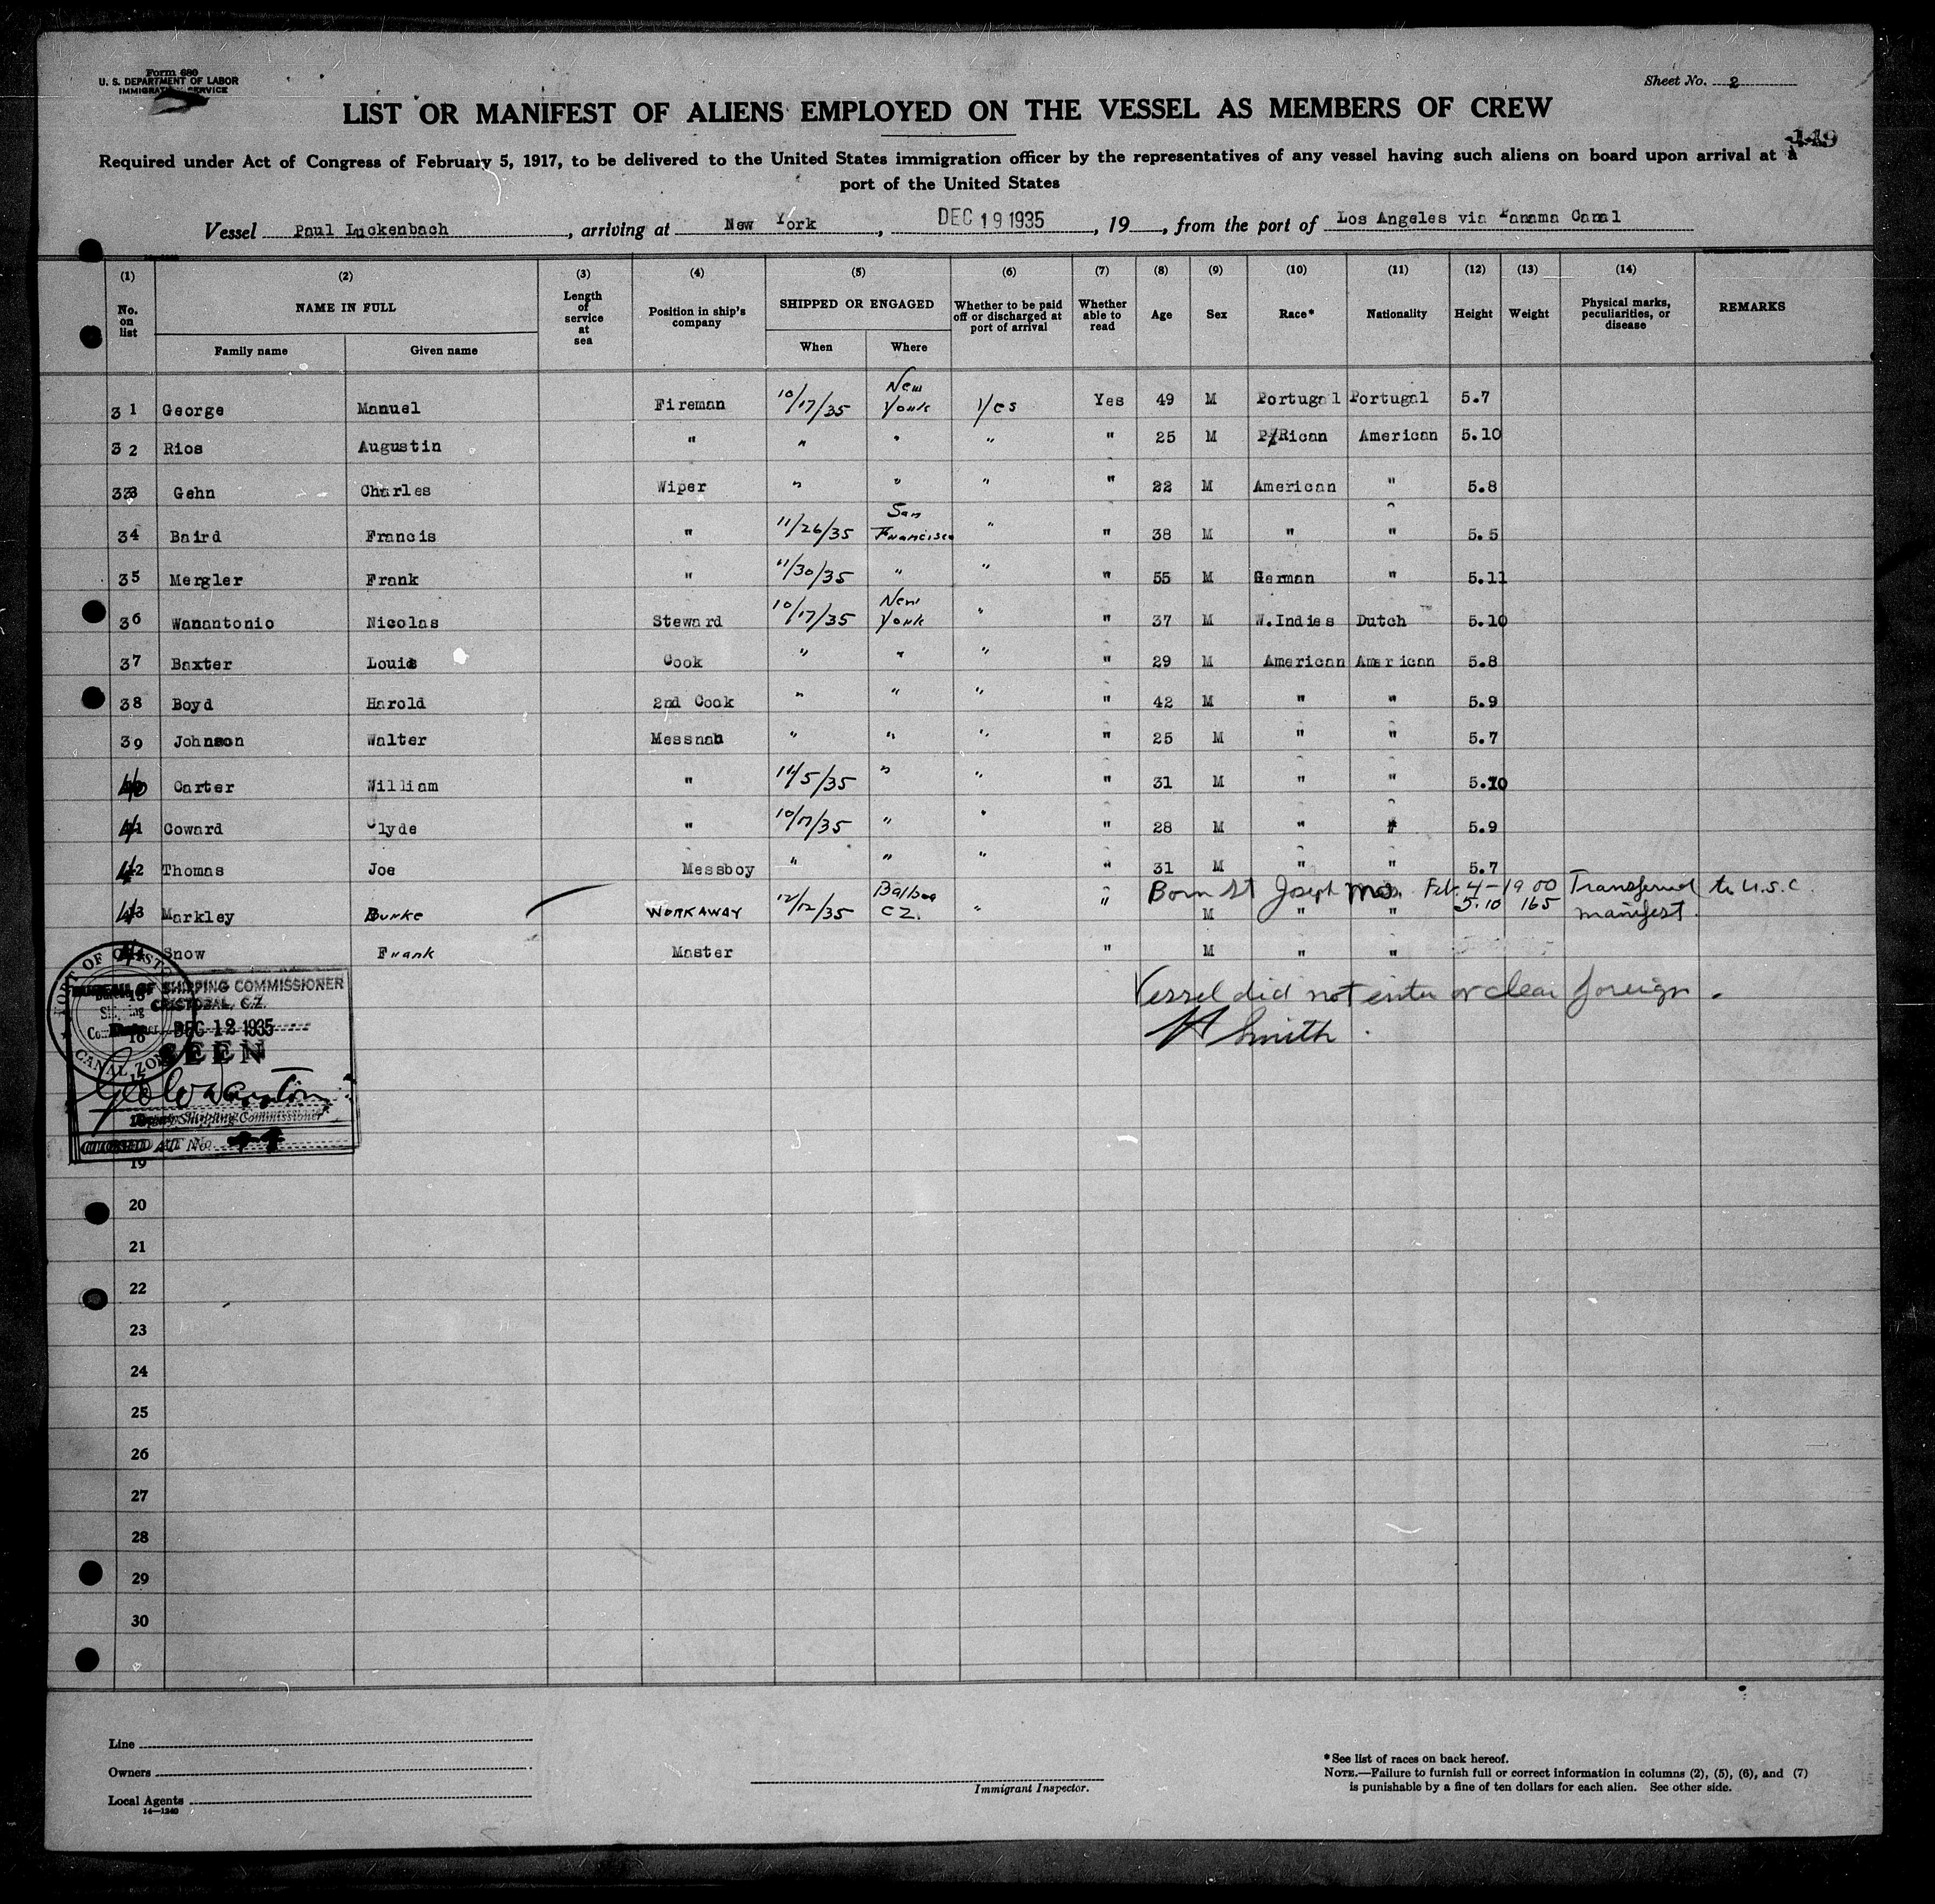 Form 680
U. S. DEPARTMENT OF LABOR
IMMIGRATION SERVICE
Sheet No. 2
LIST OR MANIFEST OF ALIENS EMPLOYED ON THE VESSEL AS MEMBERS OF CREW
149
Required under Act of Congress of February 5, 1917, to be delivered to the United States immigration officer by the representatives of any vessel having such aliens on board upon arrival at a
port of the United States
Vessel Paul Luckenbach, arriving at New York, DEC 19 1935, 19, from the port of Los Angeles via Panama Canal
(1) (2) (3) (4) (5) (6) (7) (8) (9) (10) (11) (12) (13) (14)
No. on list NAME IN FULL Length of service at sea Position in ship's company SHIPPED OR ENGAGED Whether to be paid off or discharged at port of arrival Whether able to read Age Sex Race* Nationality Height Weight Physical marks, peculiarities, or disease REMARKS
Family name Given name When Where
31 George Manuel Fireman 10/17/35 New York Yes Yes 49 M Portugal Portugal 5.7
32 Rios Augustin " " " " " 25 M P/Rican American 5.10
33 Gehn Charles Wiper " " " " 22 M American " 5.8
34 Baird Francis " 11/26/35 San Francisco " " 38 M " " 5.5
35 Mergler Frank " 11/30/35 " " " 55 M German " 5.11
36 Wanantonio Nicolas Steward 10/17/35 New York " " 37 M W.Indies Dutch 5.10
37 Baxter Louis Cook " " " " 29 M American American 5.8
38 Boyd Harold 2nd Cook " " " " 42 M " " 5.9
39 Johnson Walter Messnab " " " " 25 M " " 5.7
40 Carter William " 11/5/35 " " " 31 M " " 5.10
41 Coward Clyde " 10/17/35 " " " 28 M " " 5.9
42 Thomas Joe Messboy " " " " 31 M " " 5.7
Born St Joseph Mo. Feb 4-1900 Transferred to U.S.C.
43 Markley Burke WORKAWAY 12/12/35 Balboa CZ. " " M " " 5.10 165 manifest.
44 Snow Frank Master " M " "
Vessel did not enter or clear foreign.
Smith
PORT OF CRISTOBAL
CANAL ZONE
BUREAU OF SHIPPING COMMISSIONER
CRISTOBAL, C.Z.
DEC 12 1935
SEEN
Deputy Shipping Commissioner
No. 44
19
20
21
22
23
24
25
26
27
28
29
30
Line
Owners
Local Agents
14—1240
Immigrant Inspector.
*See list of races on back hereof.
NOTE.—Failure to furnish full or correct information in columns (2), (5), (6), and (7)
is punishable by a fine of ten dollars for each alien. See other side.